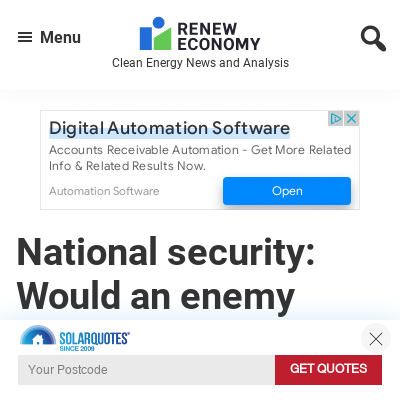 Menu
RENEW
ECONOMY
Clean Energy News and Analysis
Digital Automation Software
Accounts Receivable Automation - Get More Related
Info & Related Results Now.
Automation Software
Open
National security:
Would an enemy
SOLARQUOTES
SINCE 2009
Your Postcode
GET QUOTES